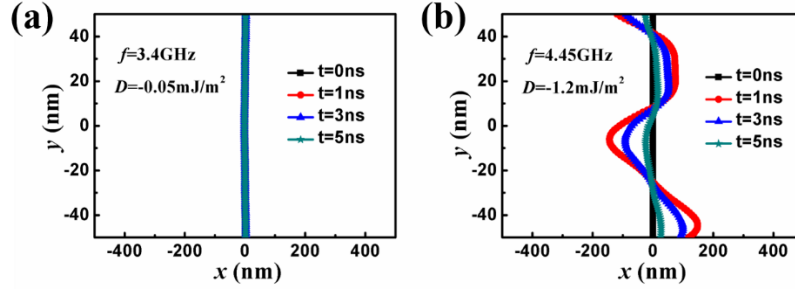 (a)
f=3.4GHz
D=-0.05mJ/m²
t=0ns
t=1ns
t=3ns
t=5ns
y (nm)
40
20
0
-20
-40
-400 -200 0 200 400
x (nm)
(b)
f=4.45GHz
D=-1.2mJ/m²
t=0ns
t=1ns
t=3ns
t=5ns
y (nm)
40
20
0
-20
-40
-400 -200 0 200 400
x (nm)